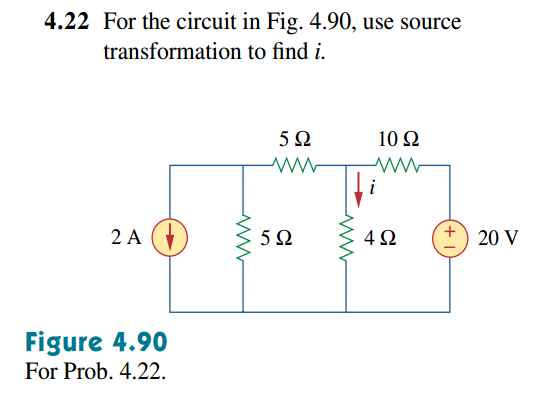 4.22 For the circuit in Fig. 4.90, use source
transformation to find i.
5 Ω
10 Ω
i
2 A
5 Ω
4 Ω
+
−
20 V
Figure 4.90
For Prob. 4.22.